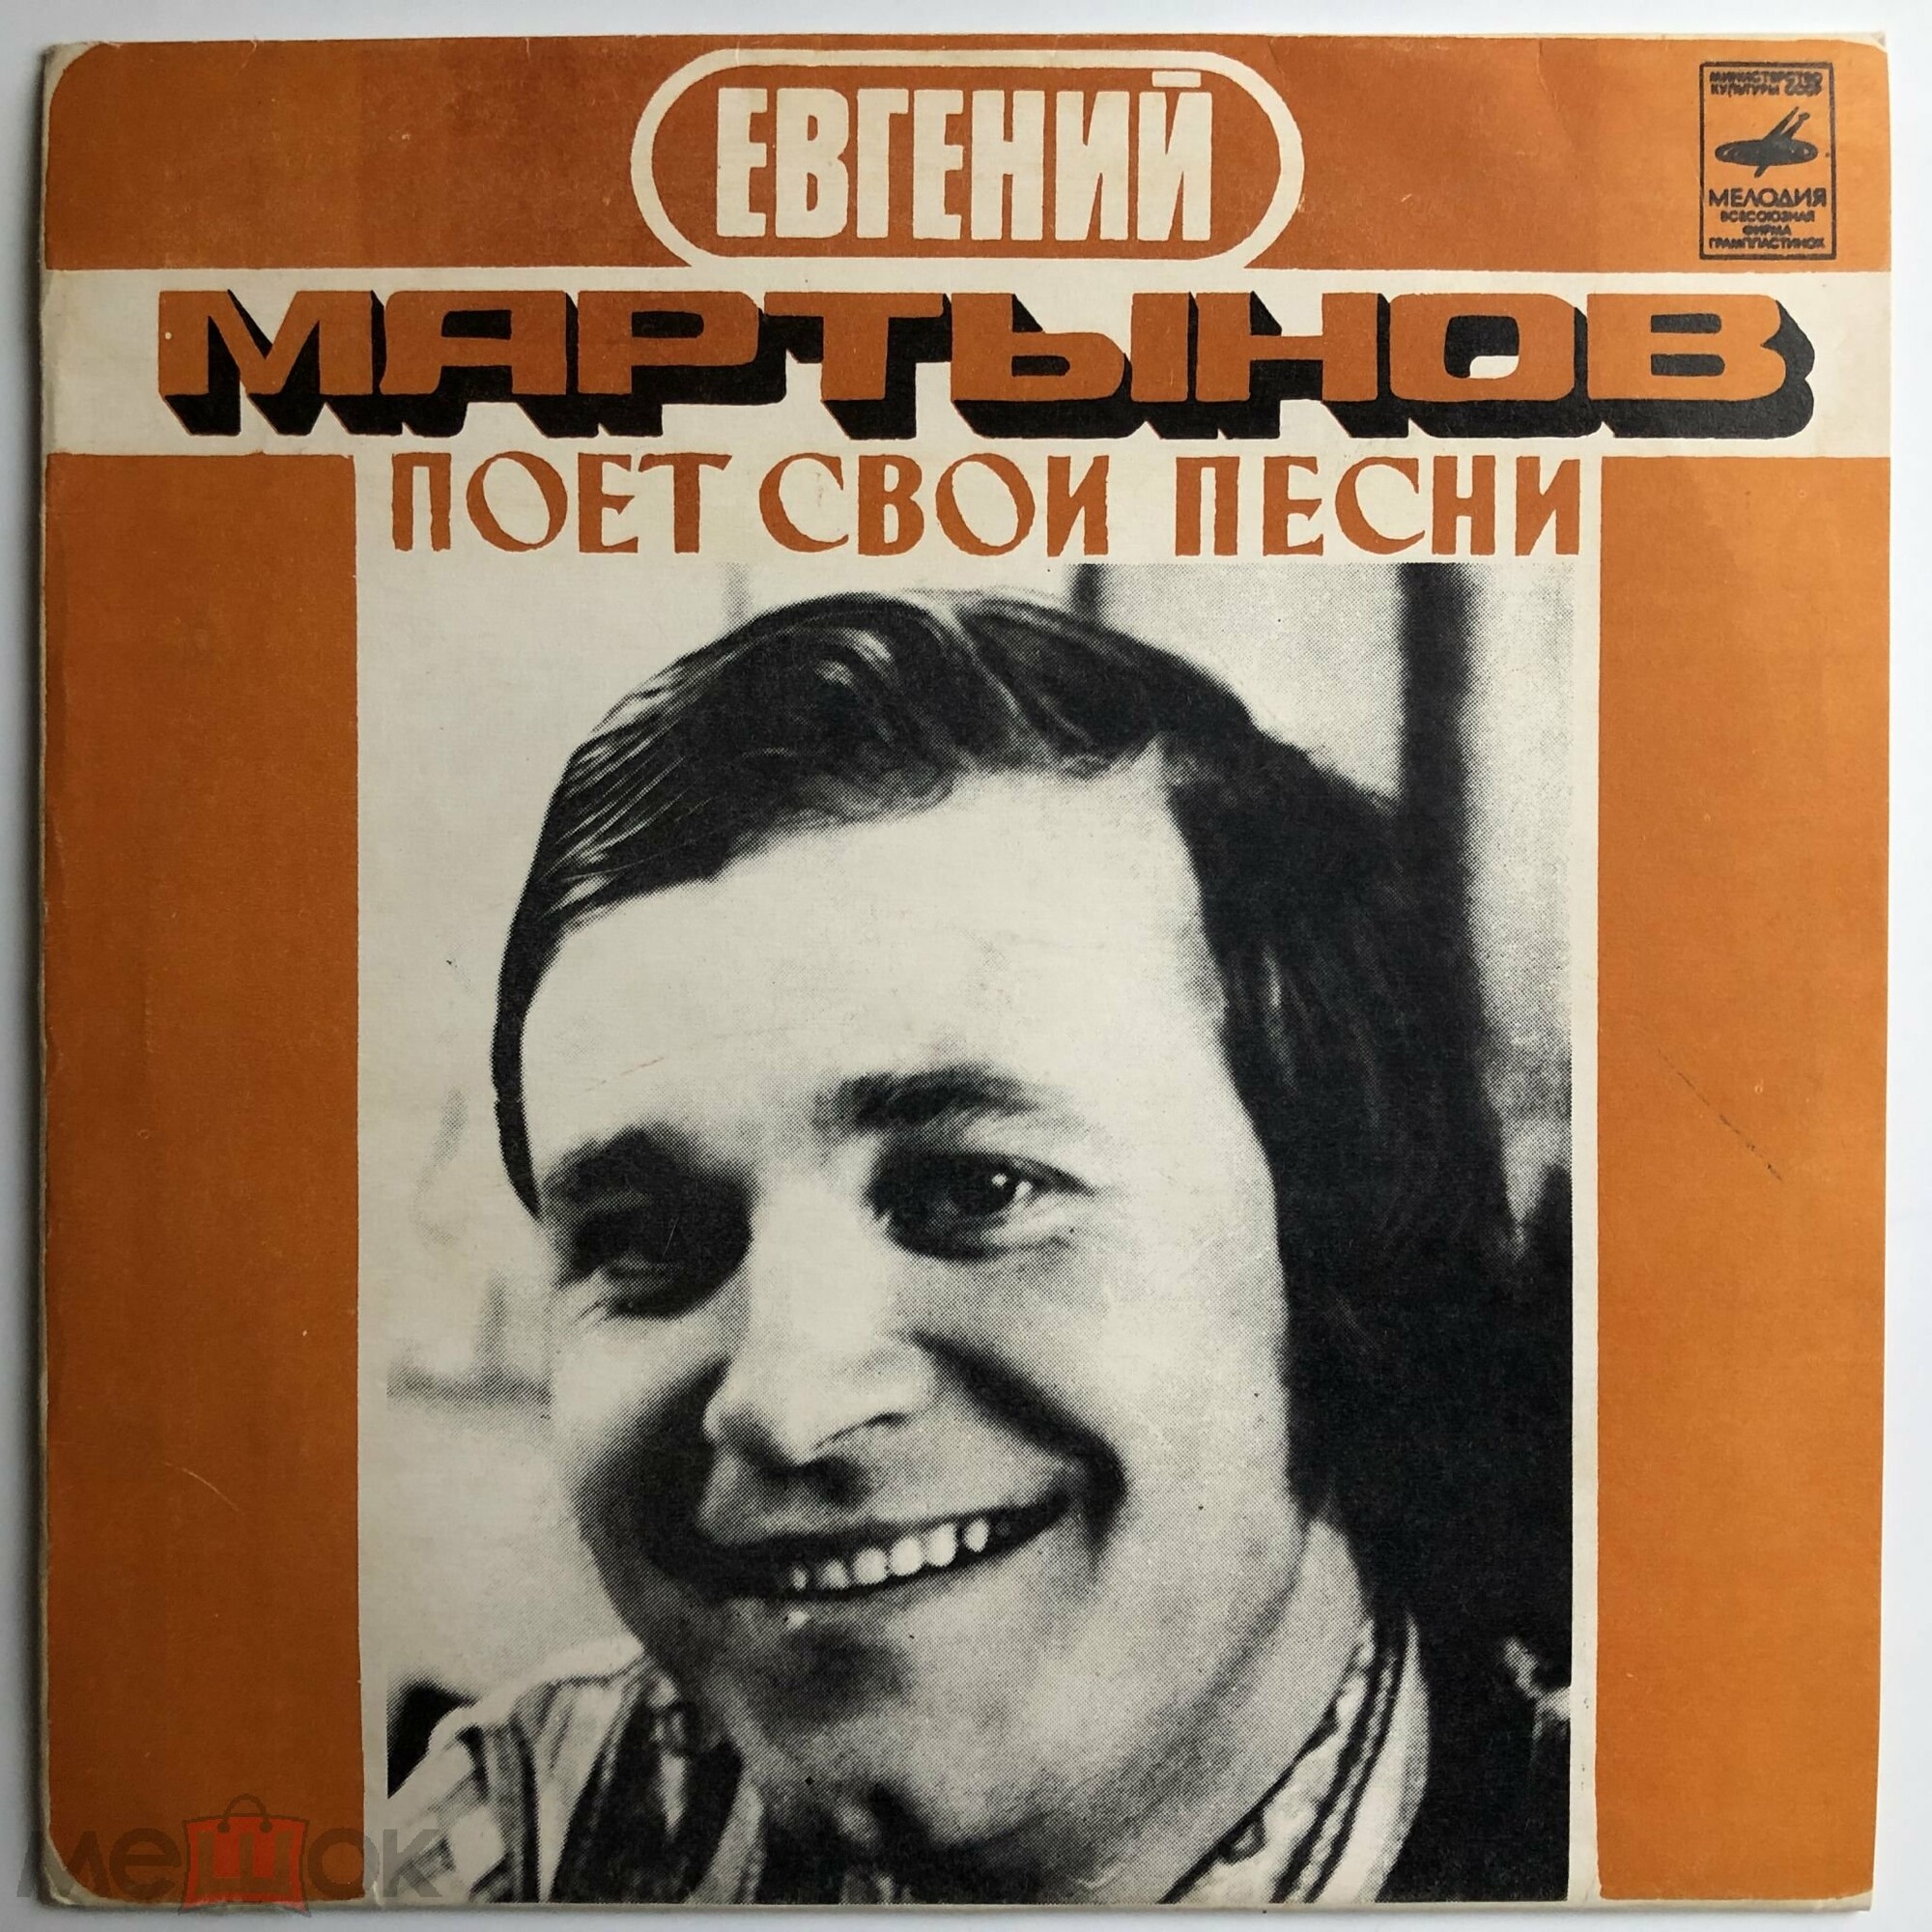 ЕВГЕНИЙ
МИНИСТЕРСТВО
КУЛЬТУРЫ СССР
МЕЛОДИЯ
ВСЕСОЮЗНАЯ
ФИРМА
ГРАМПЛАСТИНОК
МАРТЫНОВ
ПОЕТ СВОИ ПЕСНИ
мешок